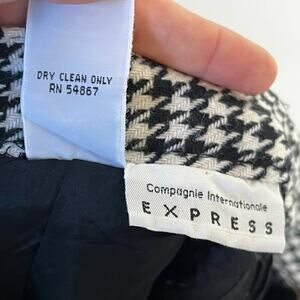 DRY CLEAN ONLY
RN 54867
Compagnie Internationale
EXPRESS